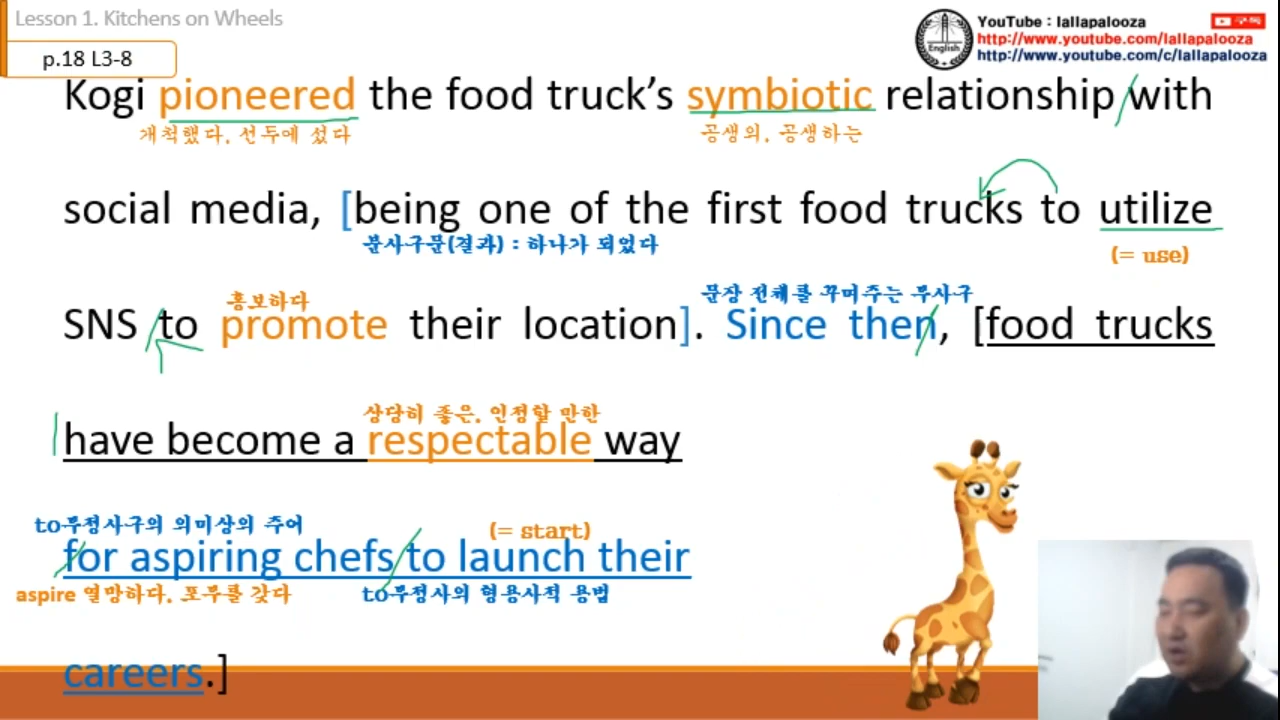 Lesson 1. Kitchens on Wheels
YouTube : lallapalooza
구독
http://www.youtube.com/lallapalooza
http://www.youtube.com/c/lallapalooza
English
p.18 L3-8
Kogi pioneered the food truck's symbiotic relationship with
개척했다, 선두에 섰다
공생의, 공생하는
social media, [being one of the first food trucks to utilize
분사구문(결과) : 하나가 되었다
(= use)
홍보하다
문장 전체를 꾸며주는 부사구
SNS to promote their location]. Since then, [food trucks
상당히 좋은, 인정할 만한
have become a respectable way
to부정사구의 의미상의 주어
(= start)
for aspiring chefs to launch their
aspire 열망하다, 포부를 갖다
to부정사의 형용사적 용법
careers.]